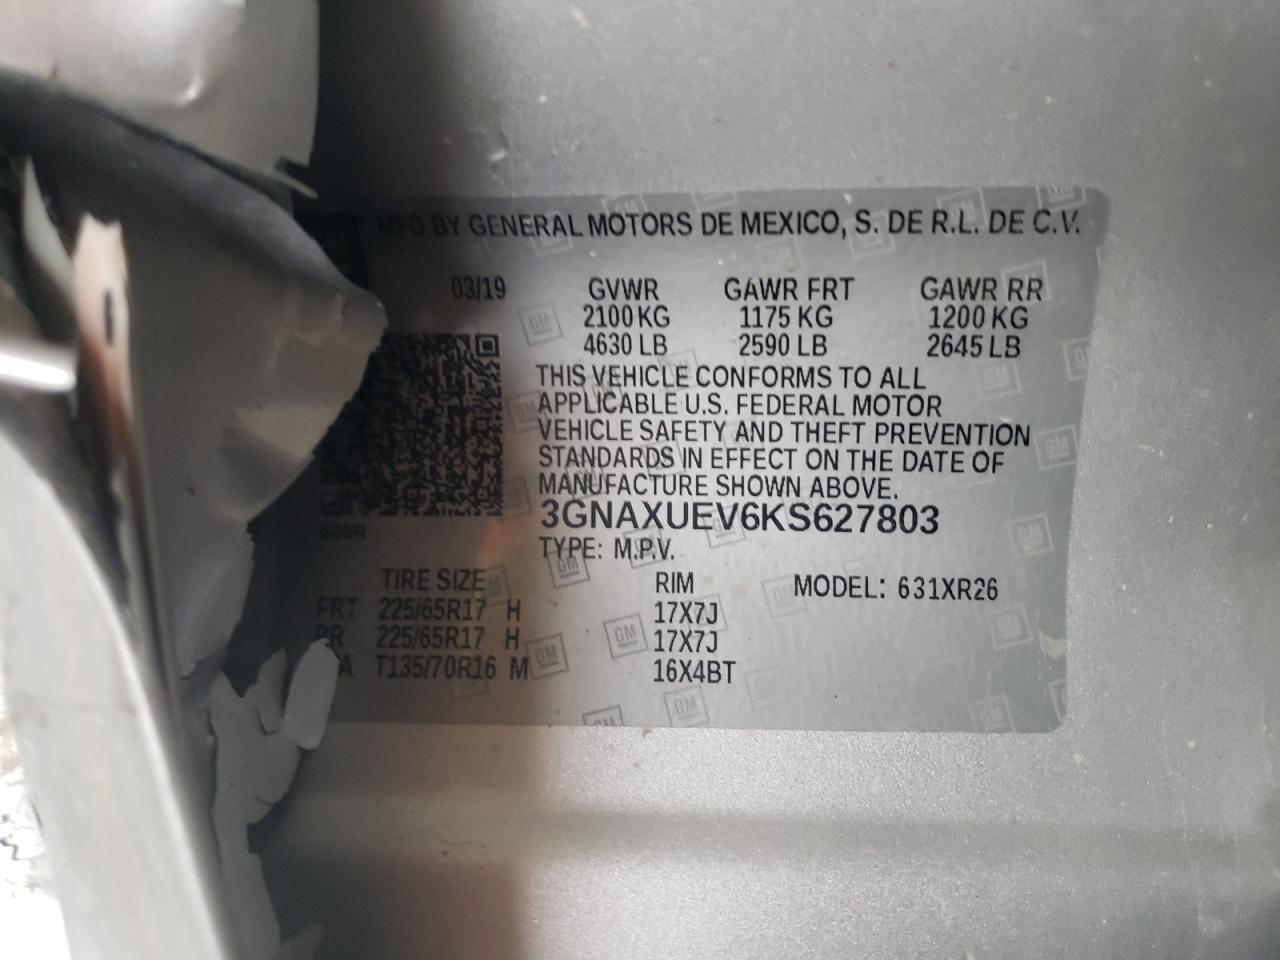 MFD BY GENERAL MOTORS DE MEXICO, S. DE R.L. DE C.V.
03/19 GVWR GAWR FRT GAWR RR
2100 KG 1175 KG 1200 KG
4630 LB 2590 LB 2645 LB
THIS VEHICLE CONFORMS TO ALL
APPLICABLE U.S. FEDERAL MOTOR
VEHICLE SAFETY AND THEFT PREVENTION
STANDARDS IN EFFECT ON THE DATE OF
MANUFACTURE SHOWN ABOVE.
3GNAXUEV6KS627803
TYPE: M.P.V.
TIRE SIZE RIM MODEL: 631XR26
FRT 225/65R17 H 17X7J
RR 225/65R17 H 17X7J
T135/70R16 M 16X4BT